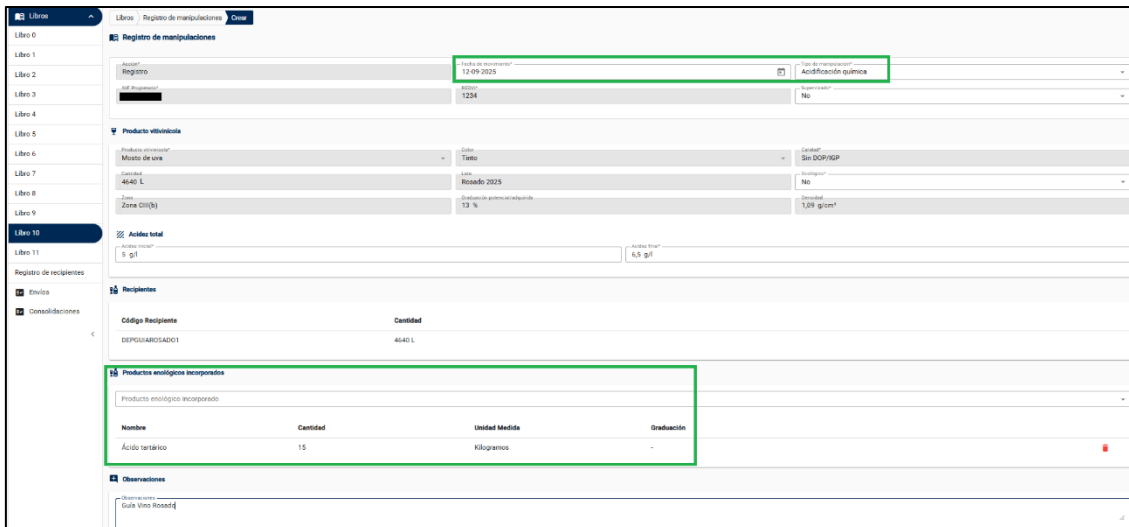 Libros
Libros Registro de manipulaciones Crear
Libro 0
Registro de manipulaciones
Libro 1
Libro 2
Acción* Fecha de movimiento* Tipo de manipulación*
Registro 12-09-2025 Acidificación química
Libro 3
NIF Propietario* Supervisado*
1234 No
Libro 4
Libro 5
Producto vitivinícola
Libro 6
Producto vitivinícola* Color Calidad*
Mosto de uva Tinto Sin DOP/IGP
Libro 7
Cantidad Lote Ecológico*
4640 L Rosado 2025 No
Libro 8
Zona Graduación potencial/adquirida Densidad
Zona CIII(b) 13 % 1,09 g/cm³
Libro 9
Libro 10
Acidez total
Libro 11
Acidez inicial* Acidez final*
5 g/l 6,5 g/l
Registro de recipientes
Envíos
Recipientes
Consolidaciones
Código Recipiente Cantidad
DEPGUIAROSADO1 4640 L
Productos enológicos incorporados
Producto enológico incorporado
Nombre Cantidad Unidad Medida Graduación
Ácido tartárico 15 Kilogramos -
Observaciones
Observaciones
Guía Vino Rosado